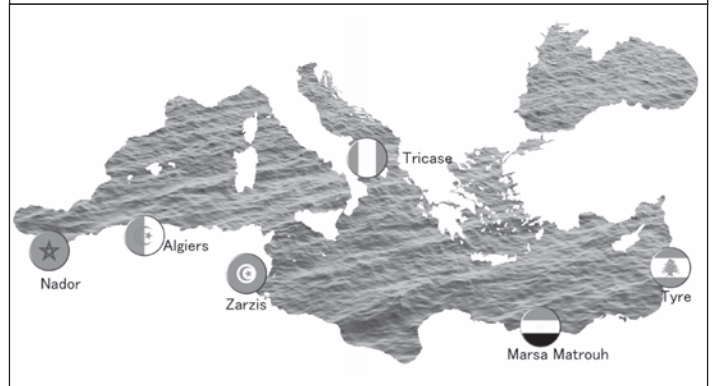 Tricase
Algiers
Nador
Zarzis
Tyre
Marsa Matrouh